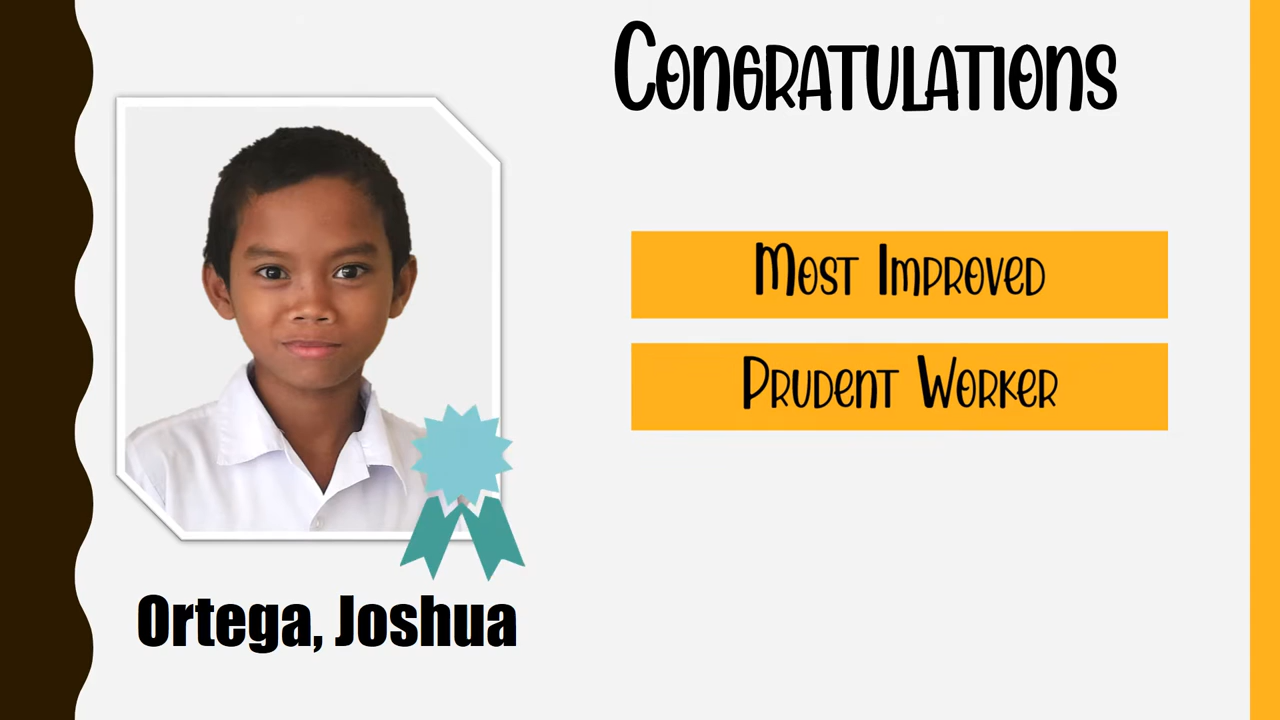 Congratulations
Most Improved
Prudent Worker
Ortega, Joshua